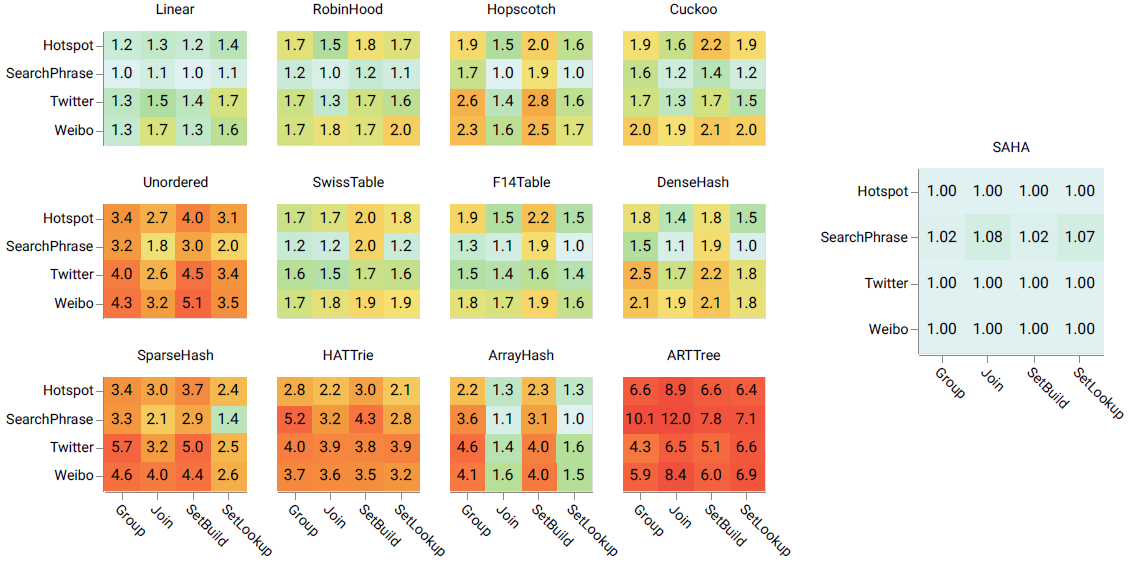 Linear RobinHood Hopscotch Cuckoo
Hotspot 1.2 1.3 1.2 1.4 1.7 1.5 1.8 1.7 1.9 1.5 2.0 1.6 1.9 1.6 2.2 1.9
SearchPhrase 1.0 1.1 1.0 1.1 1.2 1.0 1.2 1.1 1.7 1.0 1.9 1.0 1.6 1.2 1.4 1.2
Twitter 1.3 1.5 1.4 1.7 1.7 1.3 1.7 1.6 2.6 1.4 2.8 1.6 1.7 1.3 1.7 1.5
Weibo 1.3 1.7 1.3 1.6 1.7 1.8 1.7 2.0 2.3 1.6 2.5 1.7 2.0 1.9 2.1 2.0
Unordered SwissTable F14Table DenseHash
Hotspot 3.4 2.7 4.0 3.1 1.7 1.7 2.0 1.8 1.9 1.5 2.2 1.5 1.8 1.4 1.8 1.5
SearchPhrase 3.2 1.8 3.0 2.0 1.2 1.2 2.0 1.2 1.3 1.1 1.9 1.0 1.5 1.1 1.9 1.0
Twitter 4.0 2.6 4.5 3.4 1.6 1.5 1.7 1.6 1.5 1.4 1.6 1.4 2.5 1.7 2.2 1.8
Weibo 4.3 3.2 5.1 3.5 1.7 1.8 1.9 1.9 1.8 1.7 1.9 1.6 2.1 1.9 2.1 1.8
SparseHash HATTrie ArrayHash ARTTree
Hotspot 3.4 3.0 3.7 2.4 2.8 2.2 3.0 2.1 2.2 1.3 2.3 1.3 6.6 8.9 6.6 6.4
SearchPhrase 3.3 2.1 2.9 1.4 5.2 3.2 4.3 2.8 3.6 1.1 3.1 1.0 10.1 12.0 7.8 7.1
Twitter 5.7 3.2 5.0 2.5 4.0 3.9 3.8 3.9 4.6 1.4 4.0 1.6 4.3 6.5 5.1 6.6
Weibo 4.6 4.0 4.4 2.6 3.7 3.6 3.5 3.2 4.1 1.6 4.0 1.5 5.9 8.4 6.0 6.9
Group Join SetBuild SetLookup Group Join SetBuild SetLookup Group Join SetBuild SetLookup Group Join SetBuild SetLookup
SAHA
Hotspot 1.00 1.00 1.00 1.00
SearchPhrase 1.02 1.08 1.02 1.07
Twitter 1.00 1.00 1.00 1.00
Weibo 1.00 1.00 1.00 1.00
Group Join SetBuild SetLookup